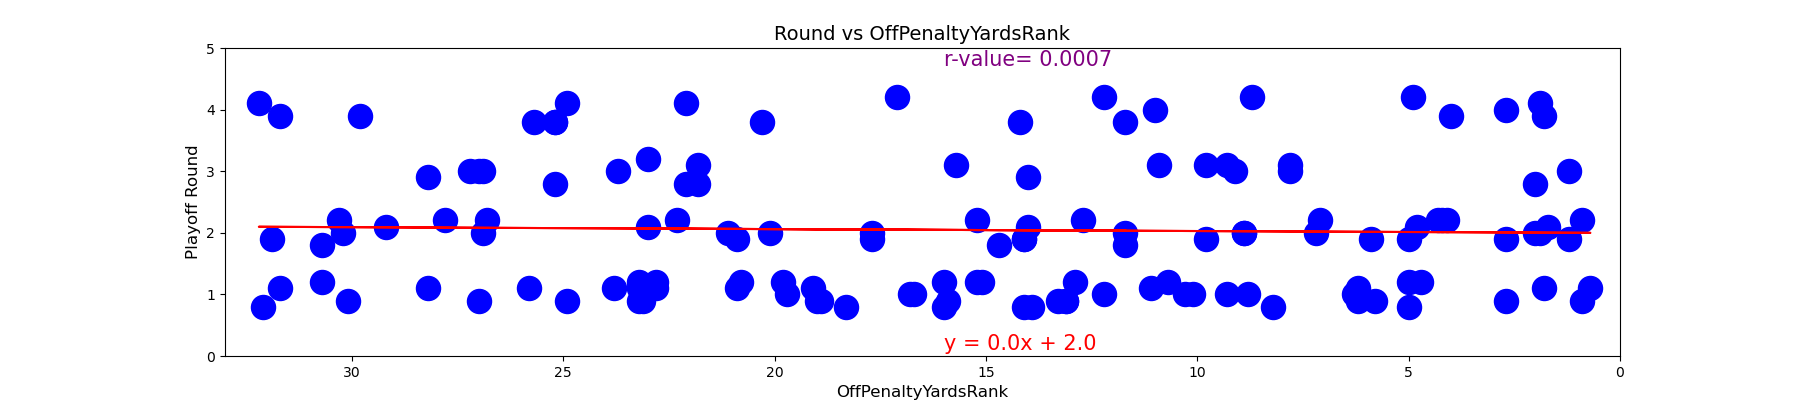 Round vs OffPenaltyYardsRank
r-value= 0.0007
5
4
3
2
1
0
Playoff Round
y = 0.0x + 2.0
30 25 20 15 10 5 0
OffPenaltyYardsRank